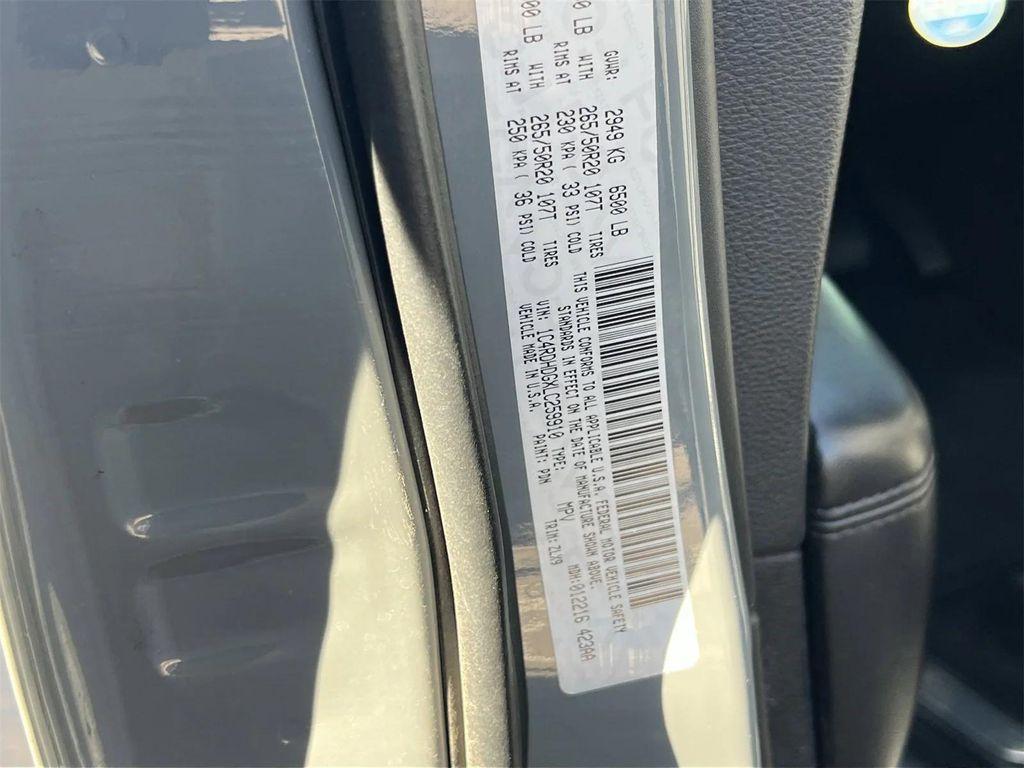 GVWR: 2949 KG 6500 LB
00 LB WITH 265/50R20 107T TIRES
RIMS AT 230 KPA ( 33 PSI) COLD
00 LB WITH 265/50R20 107T TIRES
RIMS AT 250 KPA ( 36 PSI) COLD
THIS VEHICLE CONFORMS TO ALL APPLICABLE U.S.A. FEDERAL MOTOR VEHICLE SAFETY
STANDARDS IN EFFECT ON THE DATE OF MANUFACTURE SHOWN ABOVE.
VIN: 1C4RDHDGXLC259910 TYPE: MPV MDH:012216 423AA
VEHICLE MADE IN U.S.A. PAINT: PDN TRIM: ZLX9